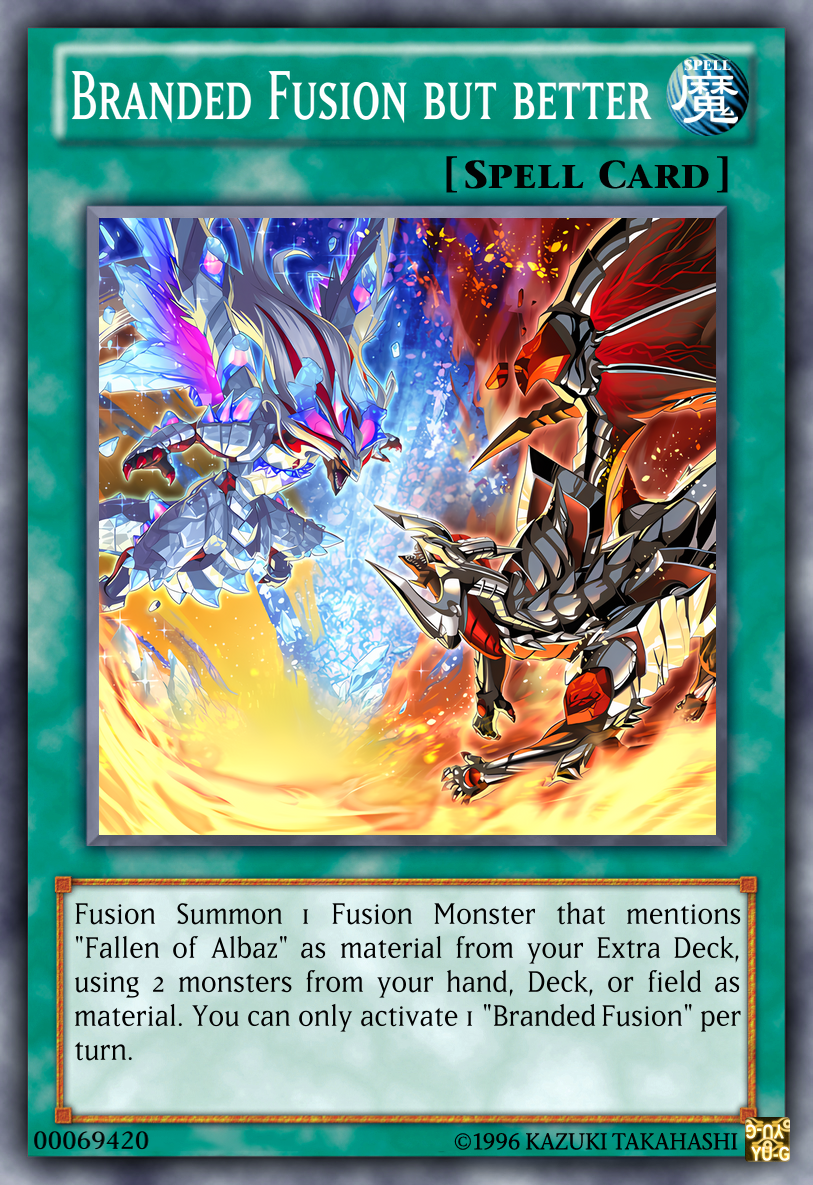 BRANDED FUSION BUT BETTER
SPELL
魔
[SPELL CARD]
Fusion Summon 1 Fusion Monster that mentions
"Fallen of Albaz" as material from your Extra Deck,
using 2 monsters from your hand, Deck, or field as
material. You can only activate 1 "Branded Fusion" per
turn.
00069420
©1996 KAZUKI TAKAHASHI